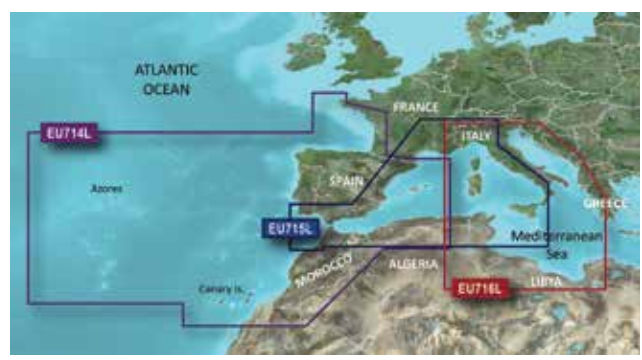 ATLANTIC
OCEAN
FRANCE
EU714L
ITALY
SPAIN
Azores
GREECE
EU715L
Mediterranean
Sea
MOROCCO
ALGERIA
Canary Is.
EU716L
LIBYA